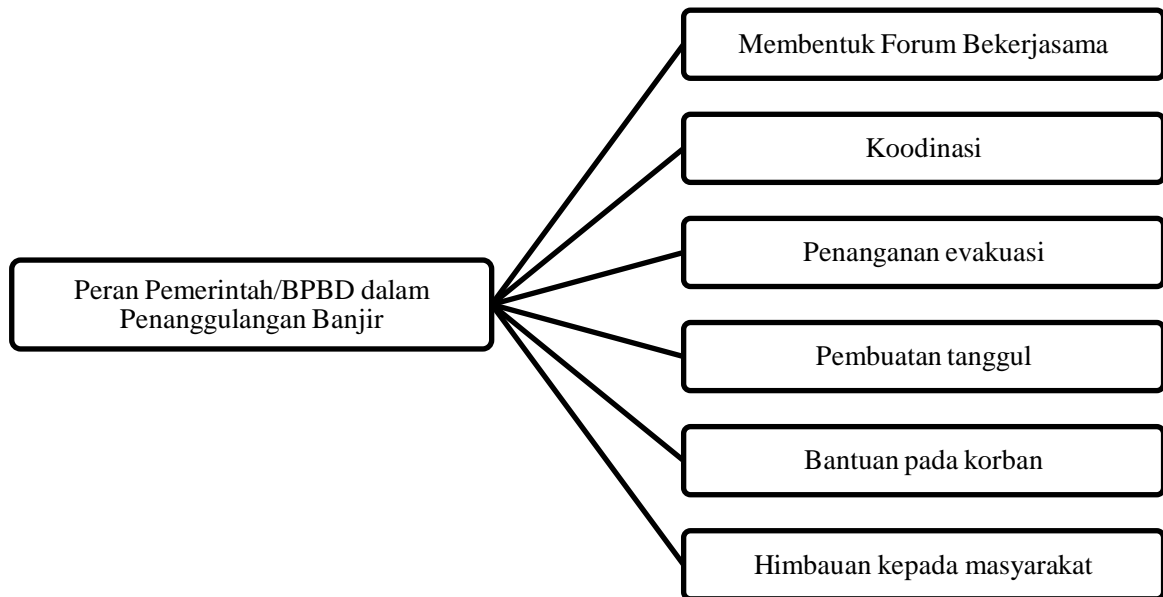 Membentuk Forum Bekerjasama
Koodinasi
Penanganan evakuasi
Peran Pemerintah/BPBD dalam
Penanggulangan Banjir
Pembuatan tanggul
Bantuan pada korban
Himbauan kepada masyarakat